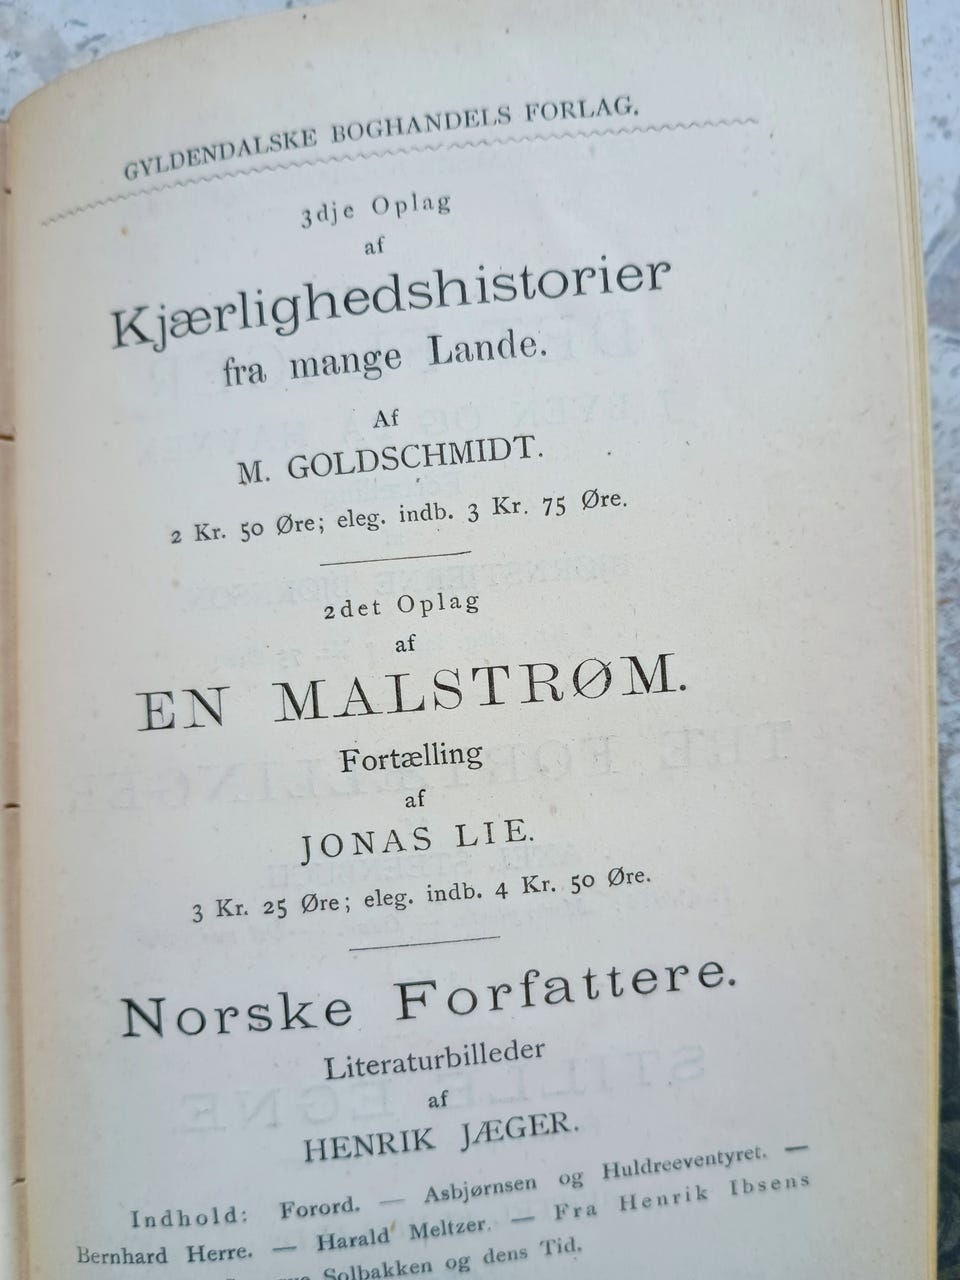 GYLDENDALSKE BOGHANDELS FORLAG.
3dje Oplag
af
Kjærlighedshistorier
fra mange Lande.
Af
M. GOLDSCHMIDT.
2 Kr. 50 Øre; eleg. indb. 3 Kr. 75 Øre.
2det Oplag
af
EN MALSTRØM.
Fortælling
af
JONAS LIE.
3 Kr. 25 Øre; eleg. indb. 4 Kr. 50 Øre.
Norske Forfattere.
Literaturbilleder
af
HENRIK JÆGER.
Indhold: Forord. — Asbjørnsen og Huldreeventyret. —
Bernhard Herre. — Harald Meltzer. — Fra Henrik Ibsens
Solbakken og dens Tid.